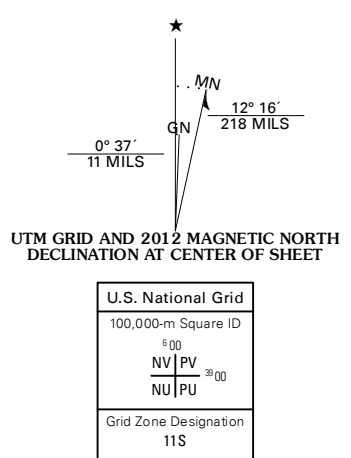 ★
MN
GN
12° 16´
218 MILS
0° 37´
11 MILS
UTM GRID AND 2012 MAGNETIC NORTH
DECLINATION AT CENTER OF SHEET
U.S. National Grid
100,000-m Square ID
⁶00
NV PV
³⁹00
NU PU
Grid Zone Designation
11S